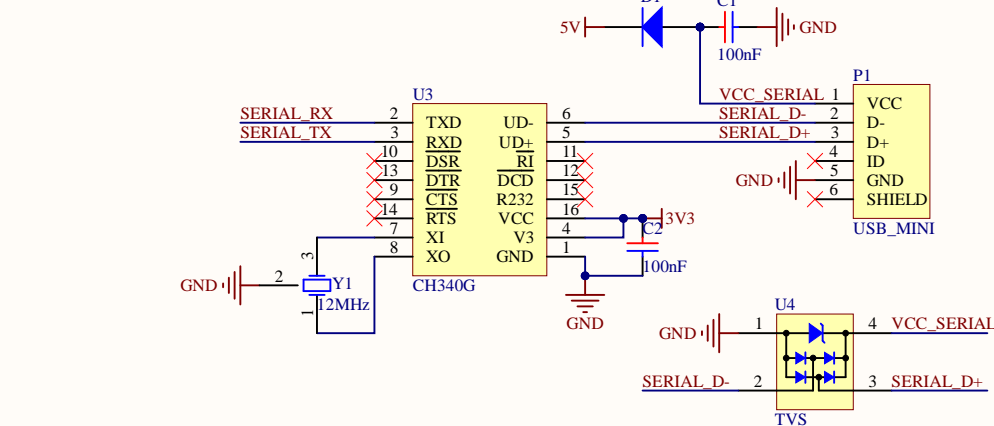 D1
C1
5V
GND
100nF
P1
VCC_SERIAL 1 VCC
SERIAL_D- 2 D-
SERIAL_D+ 3 D+
4 ID
GND 5 GND
6 SHIELD
USB_MINI
U3
SERIAL_RX 2 TXD UD- 6
SERIAL_TX 3 RXD UD+ 5
10 DSR RI 11
13 DTR DCD 12
9 CTS R232 15
14 RTS VCC 16 3V3
7 XI V3 4 C2
8 XO GND 1
100nF
CH340G
GND
3
GND 2 Y1
1 12MHz
U4
GND 1 4 VCC_SERIAL
SERIAL_D- 2 3 SERIAL_D+
TVS